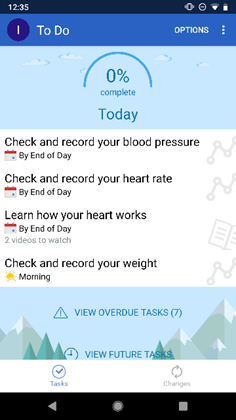 12:35
I To Do OPTIONS
0%
complete
Today
Check and record your blood pressure
By End of Day
Check and record your heart rate
By End of Day
Learn how your heart works
By End of Day
2 videos to watch
Check and record your weight
Morning
VIEW OVERDUE TASKS (7)
VIEW FUTURE TASKS
Tasks Changes